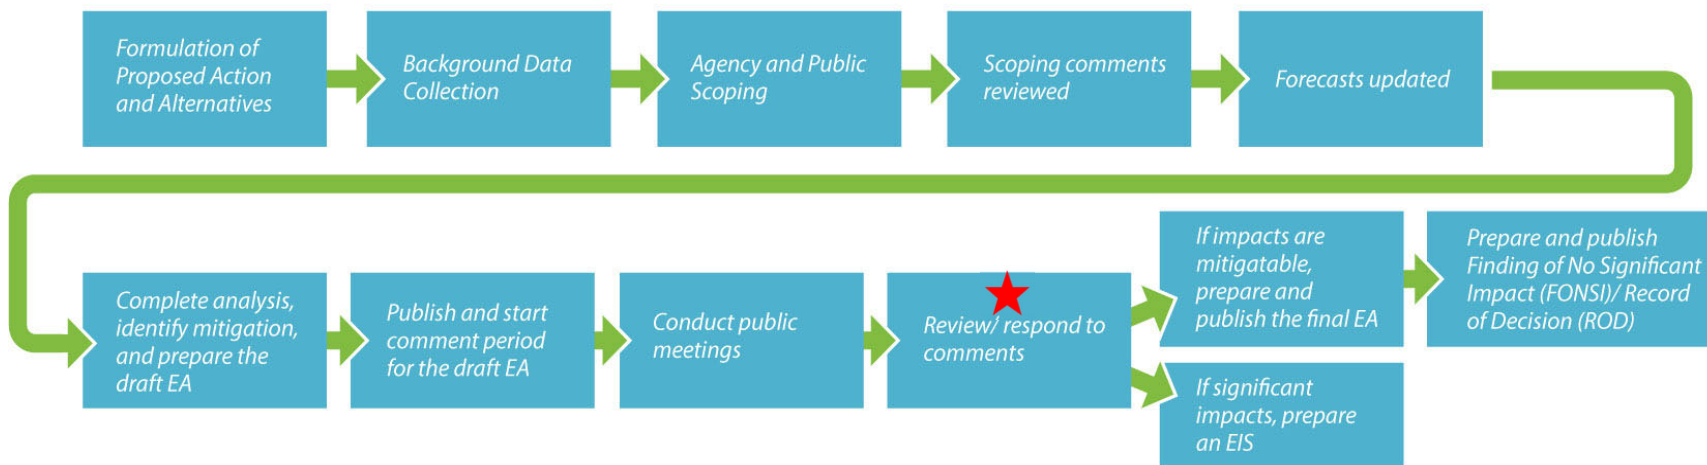 Formulation of
Proposed Action
and Alternatives
Background Data
Collection
Agency and Public
Scoping
Scoping comments
reviewed
Forecasts updated
Complete analysis,
identify mitigation,
and prepare the
draft EA
Publish and start
comment period
for the draft EA
Conduct public
meetings
Review/ respond to
comments
If impacts are
mitigatable,
prepare and
publish the final EA
Prepare and publish
Finding of No Significant
Impact (FONSI)/ Record
of Decision (ROD)
If significant
impacts, prepare
an EIS